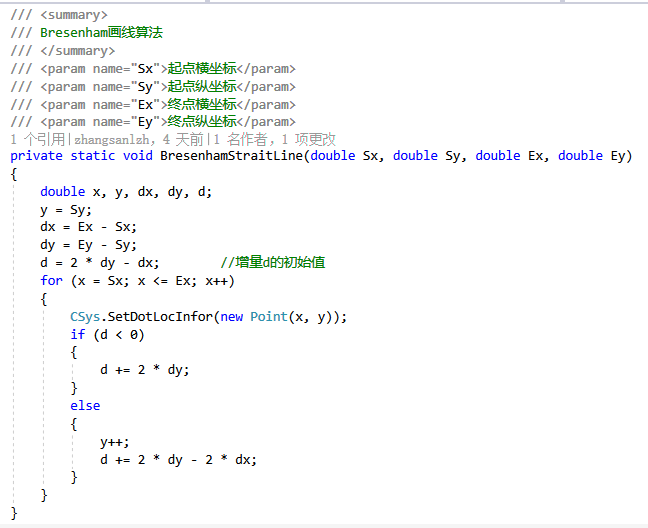 /// <summary>
/// Bresenham画线算法
/// </summary>
/// <param name="Sx">起点横坐标</param>
/// <param name="Sy">起点纵坐标</param>
/// <param name="Ex">终点横坐标</param>
/// <param name="Ey">终点纵坐标</param>
1 个引用|zhangsanlzh, 4 天前|1 名作者, 1 项更改
private static void BresenhamStraitLine(double Sx, double Sy, double Ex, double Ey)
{
    double x, y, dx, dy, d;
    y = Sy;
    dx = Ex - Sx;
    dy = Ey - Sy;
    d = 2 * dy - dx;        //增量d的初始值
    for (x = Sx; x <= Ex; x++)
    {
        CSys.SetDotLocInfor(new Point(x, y));
        if (d < 0)
        {
            d += 2 * dy;
        }
        else
        {
            y++;
            d += 2 * dy - 2 * dx;
        }
    }
}